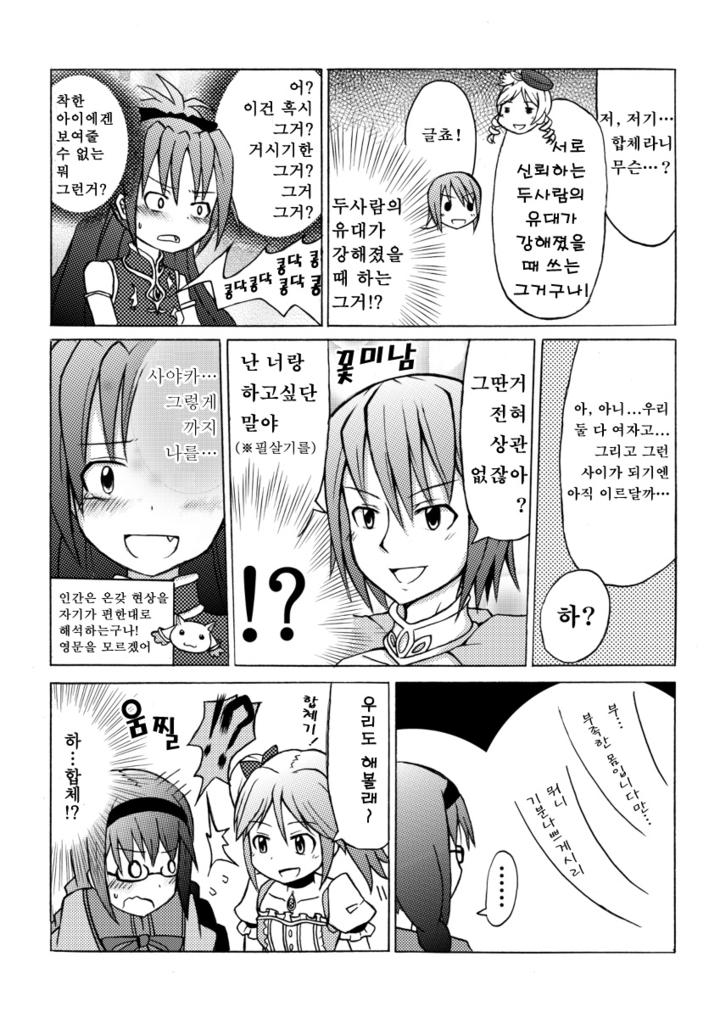 저, 저기…
합체라니
무슨…?
서로
신뢰하는
두사람의
유대가
강해졌을
때 쓰는
그거구나!
글쵸!
두사람의
유대가
강해졌을
때 하는
그거!?
어?
이건 혹시
그거?
거시기한
그거?
그거
그거?
착한
아이에겐
보여줄
수 없는
뭐
그런거?
쿵닥쿵닥쿵닥쿵
쿵닥 쿵닥
아, 아니…우리
둘 다 여자고…
그리고 그런
사이가 되기엔
아직 이르달까…
하?
그딴거
전혀
상관
없잖아
?
꽃미남
난 너랑
하고싶단
말야
(※필살기를)
!?
사야카…
그렇게
까지
나를…
인간은 온갖 현상을
자기가 편한대로
해석하는구나!
영문을 모르겠어
부…
부족한 몸입니다만…
뭐니
기분나쁘게시리
……
우리도 해볼래~
합체기!
!?
움찔
하…합체!?